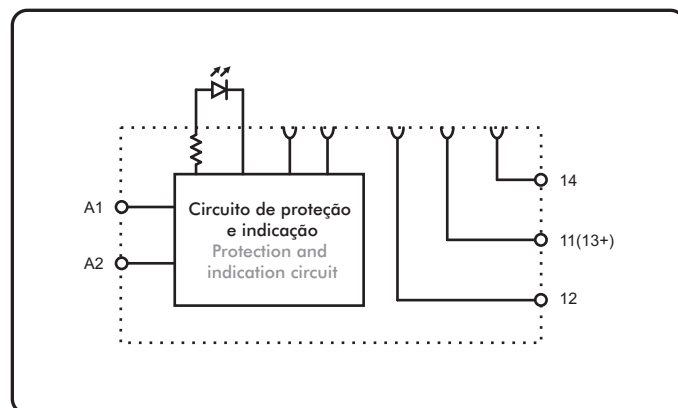 14
A1
Circuito de proteção
e indicação
Protection and
indication circuit
11(13+)
A2
12